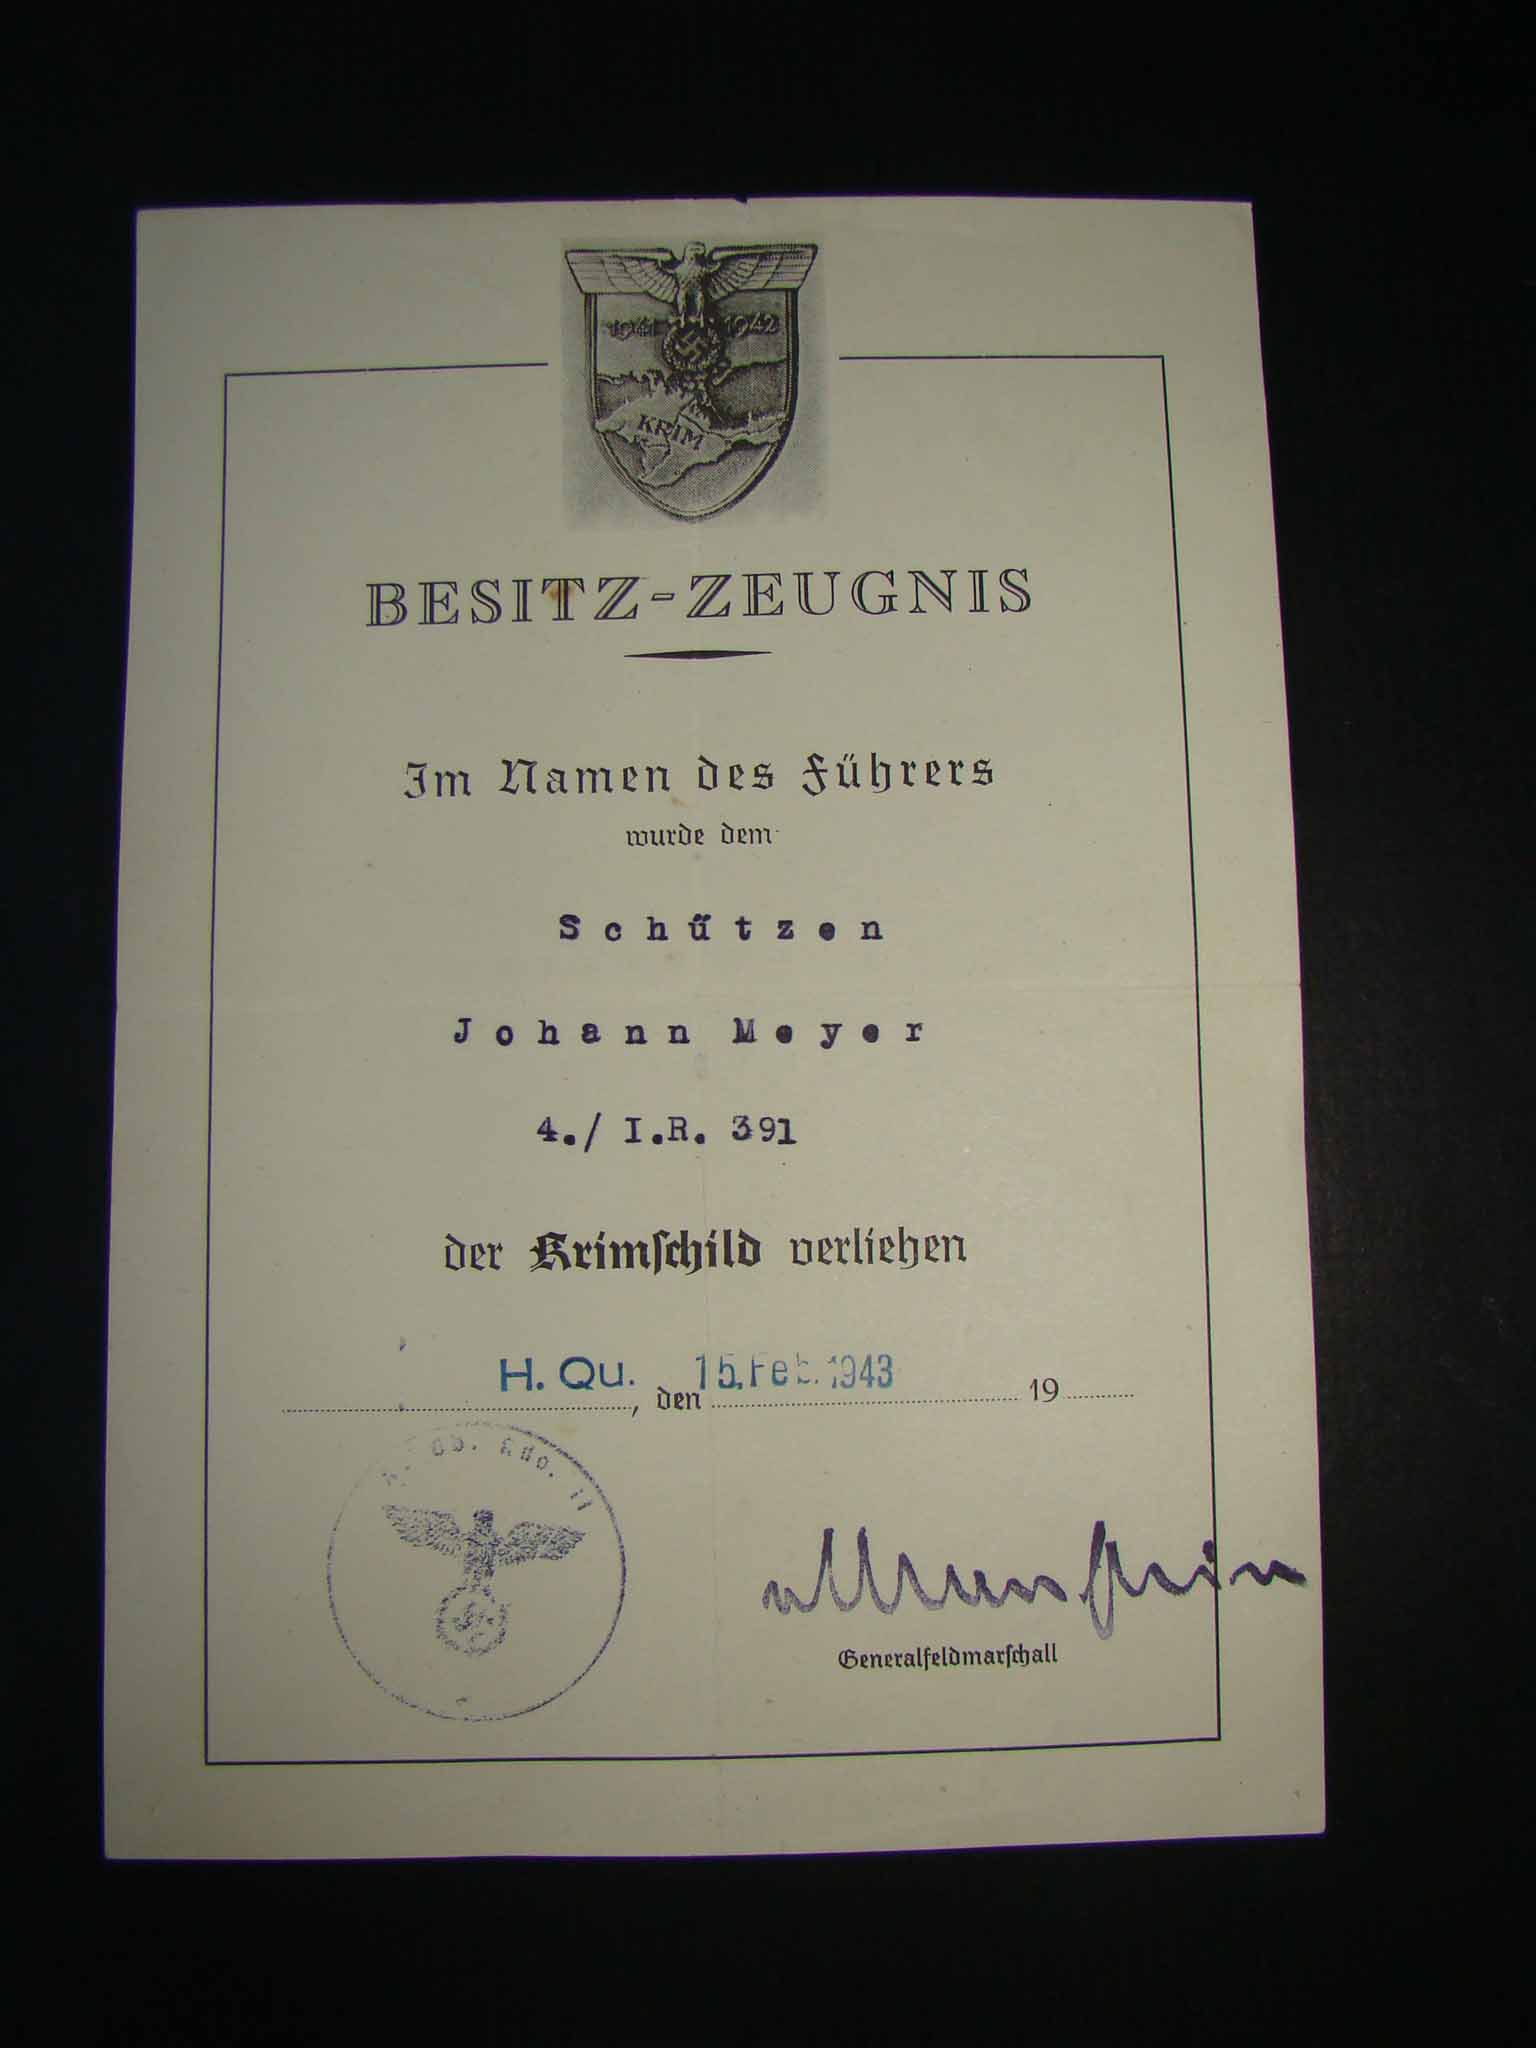 1941 1942
KRIM
BESITZ-ZEUGNIS
Im Namen des Führers
wurde dem
Schützen
Johann Meyer
4./ I.R. 391
der Krimschild verliehen
H. Qu. , den 15. Feb. 1943 19
vManstein
Generalfeldmarschall